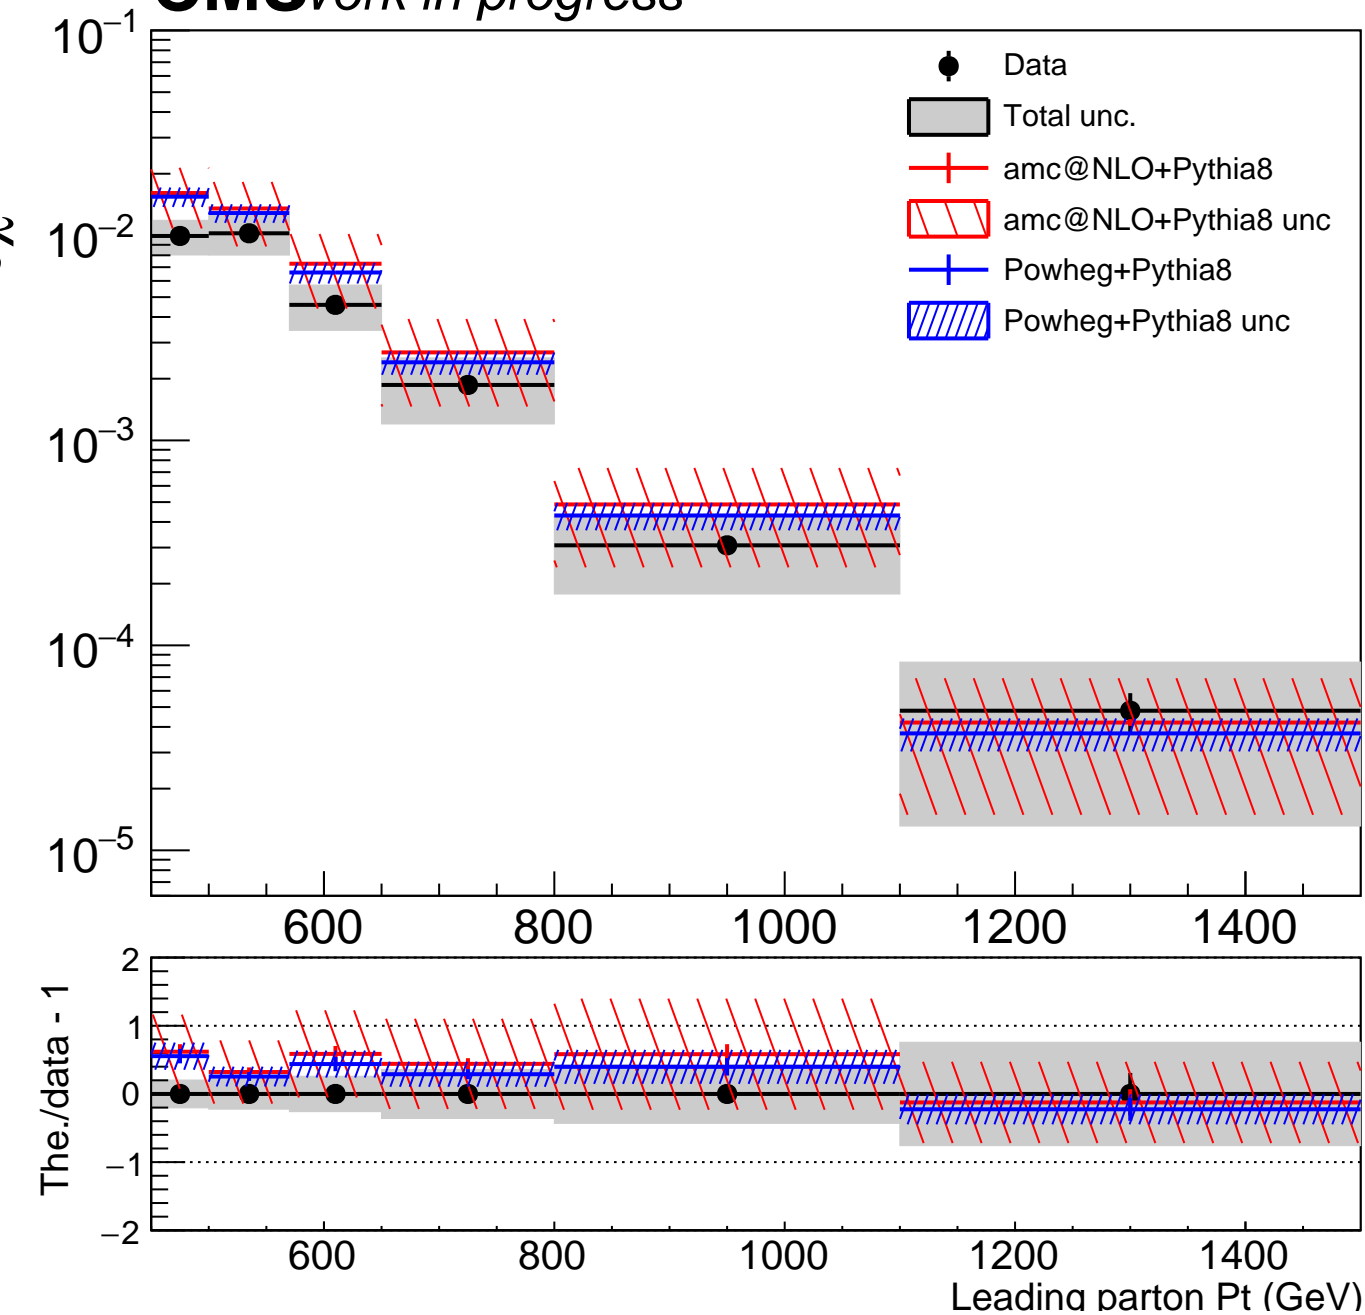 CMS work in progress
10−1
10−2
10−3
10−4
10−5
Data
Total unc.
amc@NLO+Pythia8
amc@NLO+Pythia8 unc
Powheg+Pythia8
Powheg+Pythia8 unc
600 800 1000 1200 1400
The./data - 1
2
1
0
−1
−2
600 800 1000 1200 1400
Leading parton Pt (GeV)